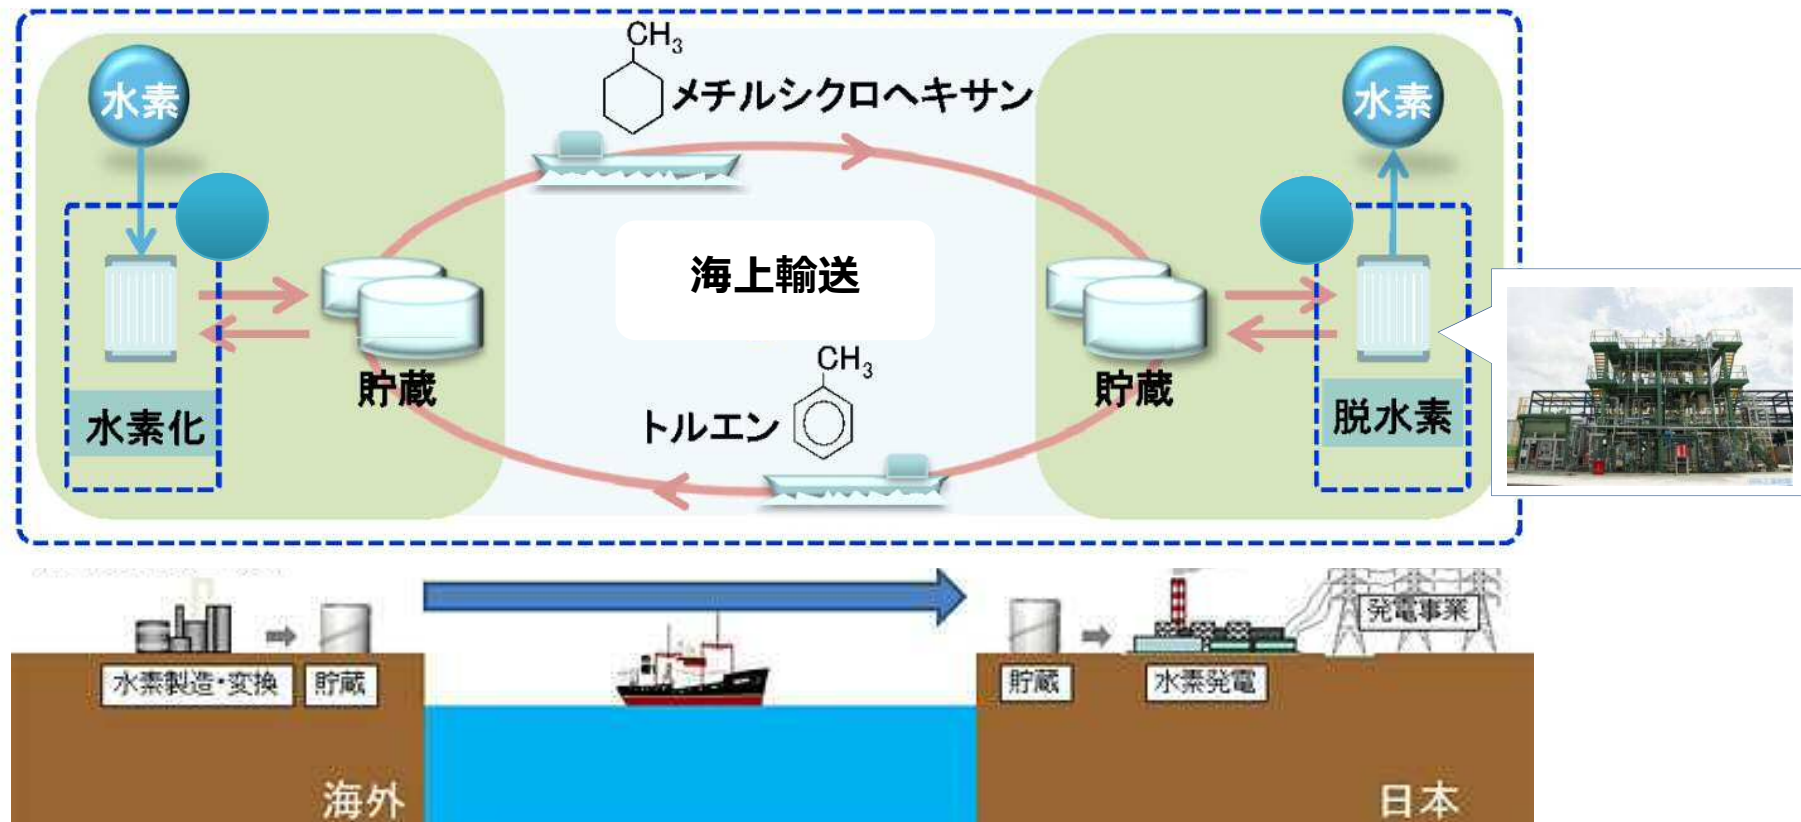 CH3
水素
メチルシクロヘキサン
水素
海上輸送
貯蔵
水素化
CH3
トルエン
貯蔵
脱水素
発電事業
水素製造・変換
貯蔵
貯蔵
水素発電
海外
日本